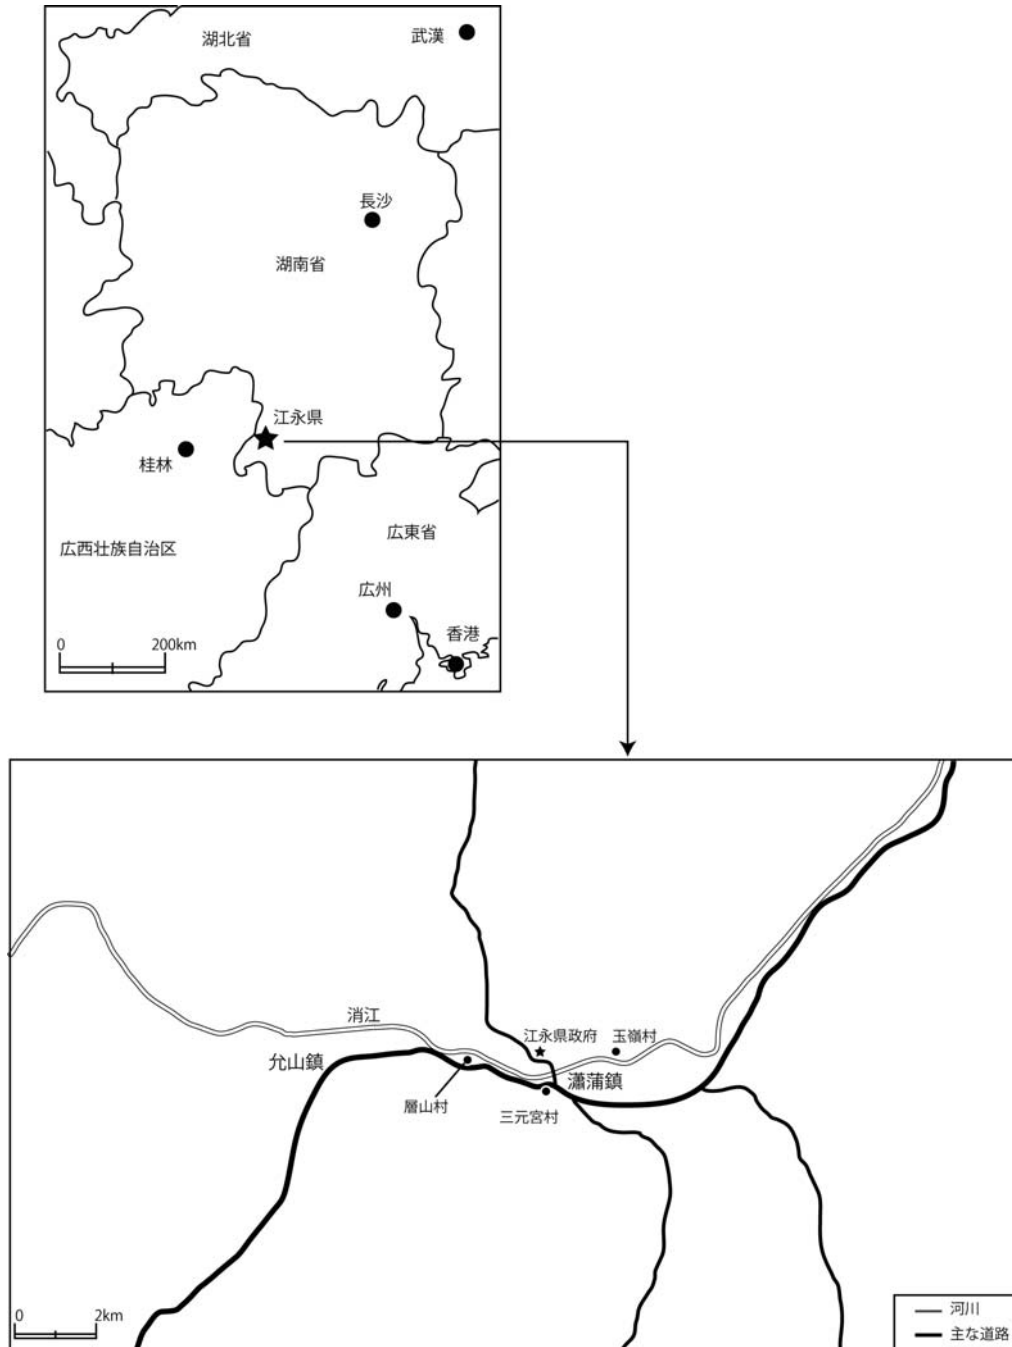 湖北省
武漢
長沙
湖南省
江永県
桂林
広東省
広西壮族自治区
広州
香港
0 200km
消江
江永県政府
玉嶺村
允山鎮
瀟蒲鎮
層山村
三元宮村
0 2km
河川
主な道路